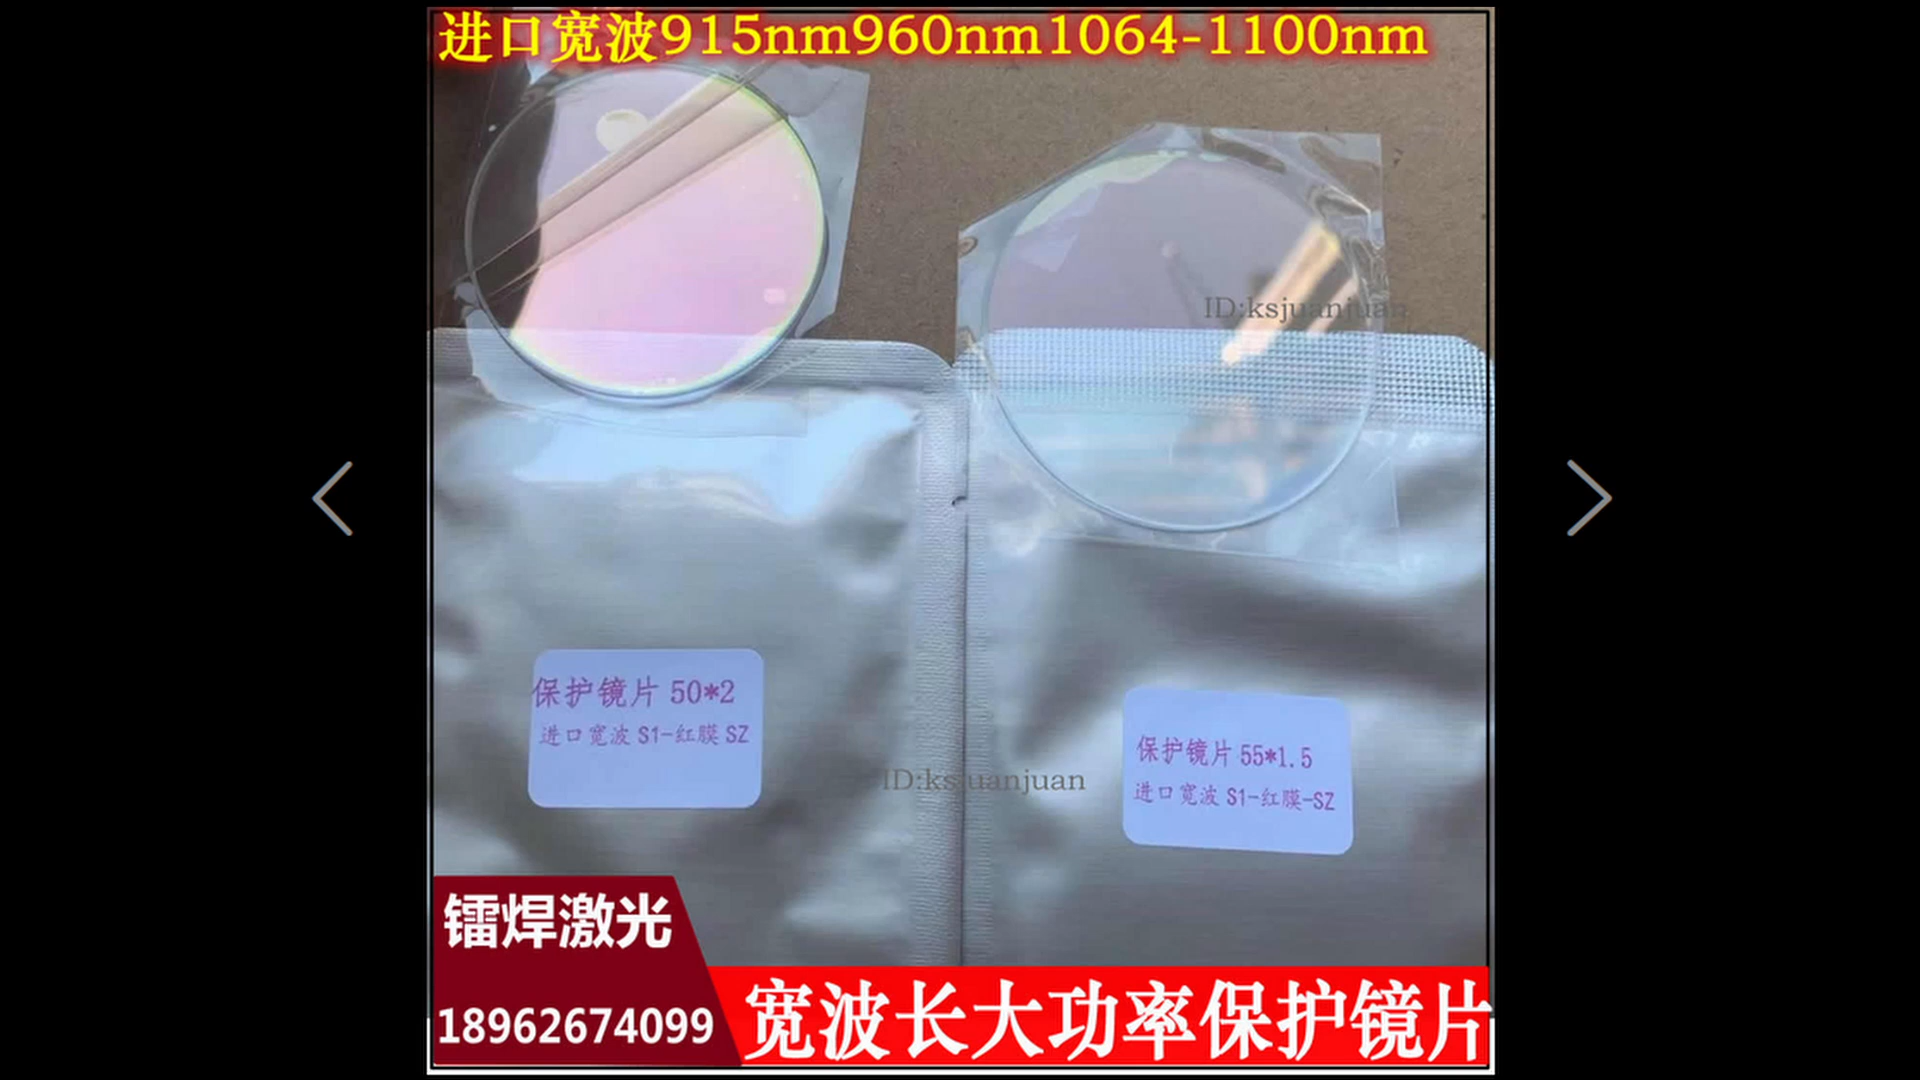 进口宽波915nm960nm1064-1100nm
ID:ksjuanjuan
保护镜片 50*2
进口宽波 S1-红膜 SZ
保护镜片 55*1.5
进口宽波 S1-红膜-SZ
ID:ksjuanjuan
镭焊激光
18962674099
宽波长大功率保护镜片